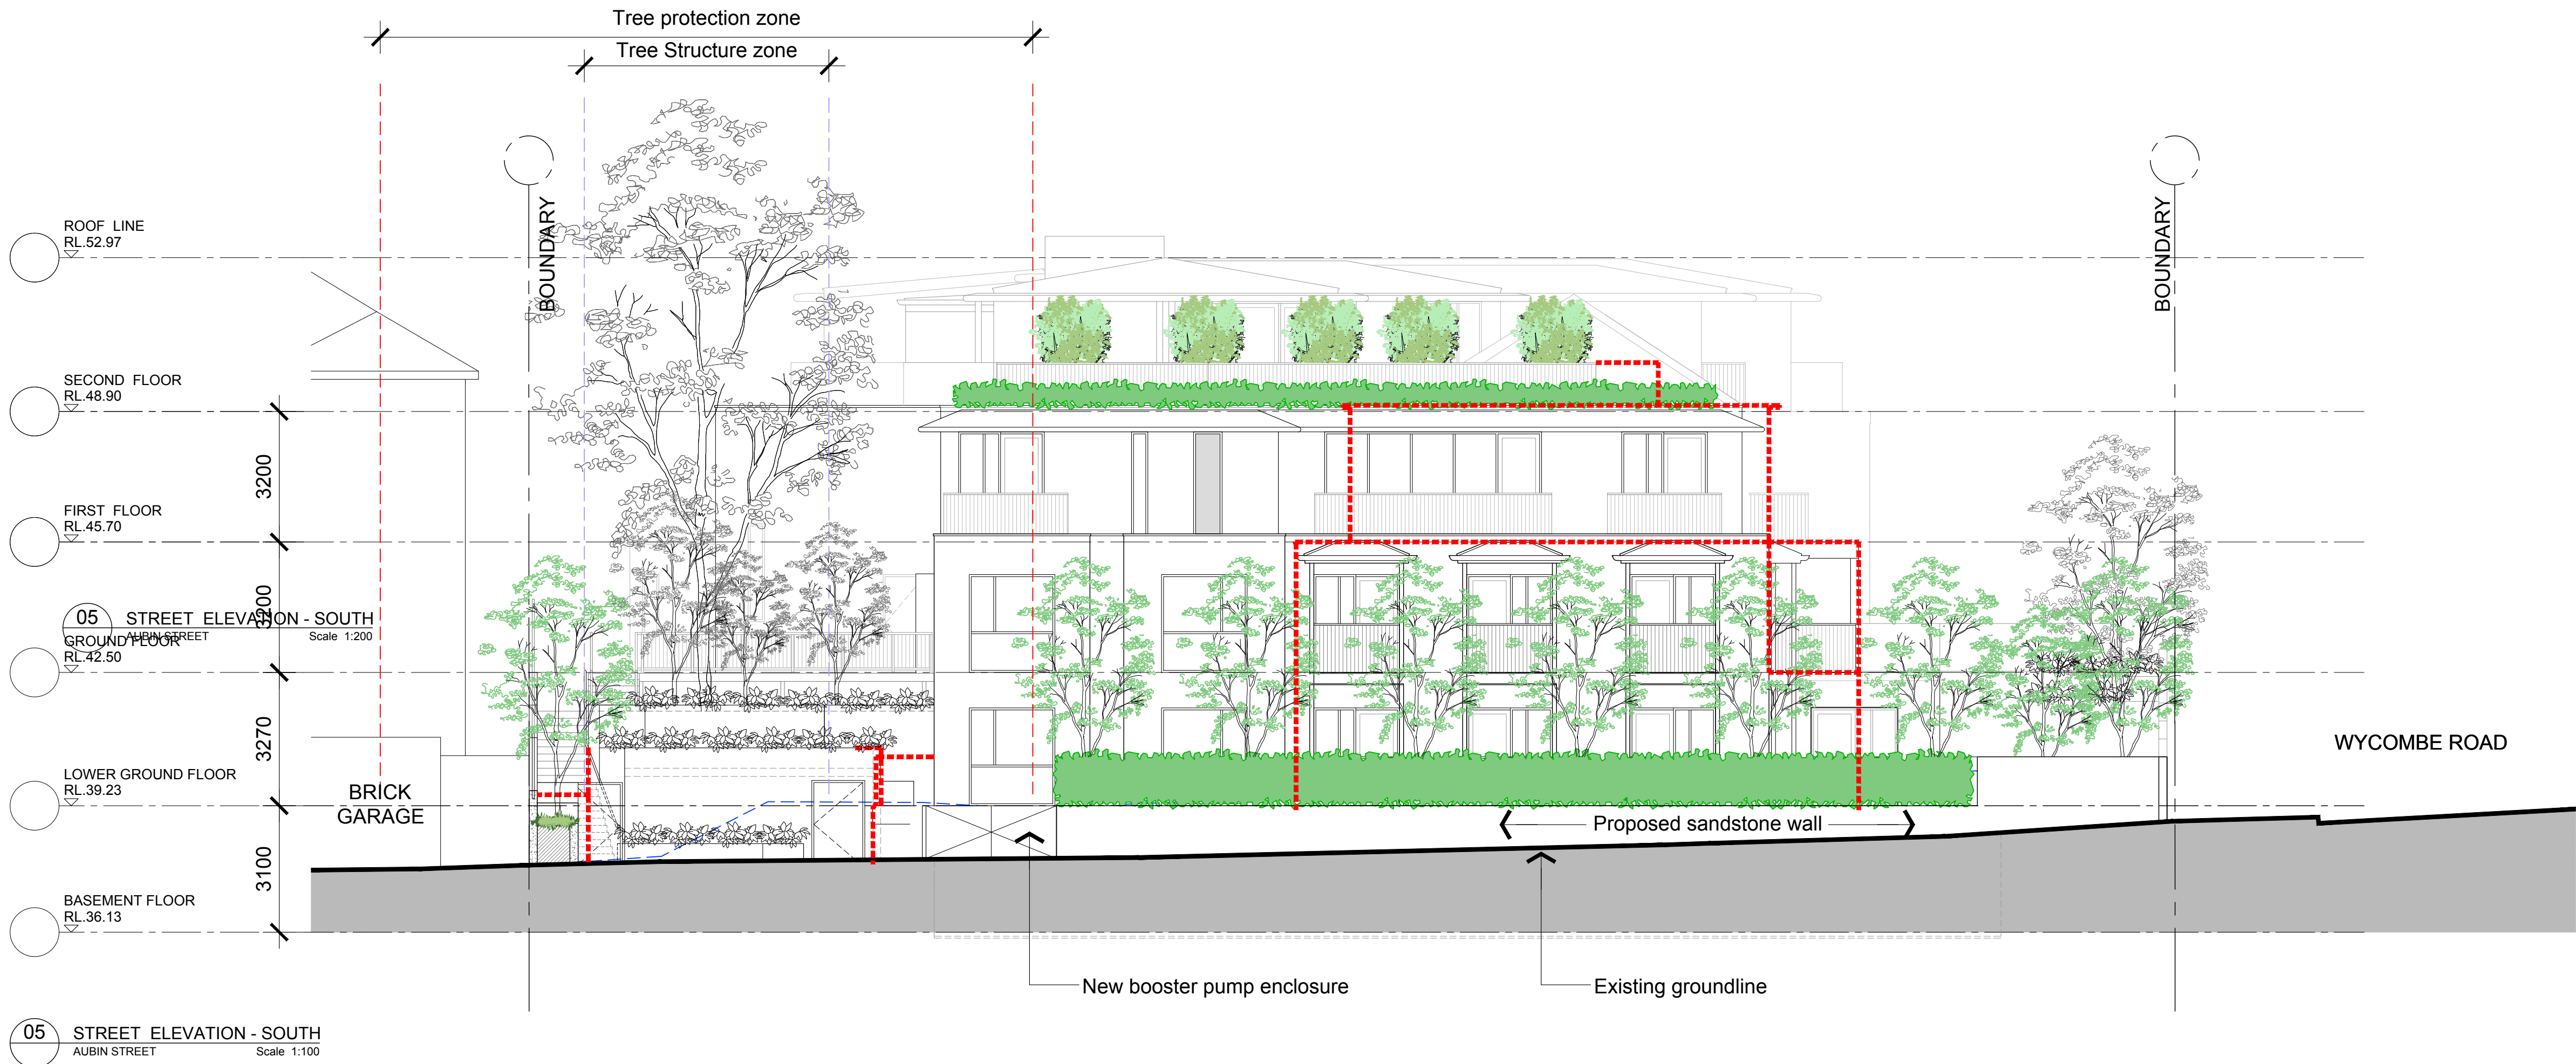 Tree protection zone
Tree Structure zone
BOUNDARY
BOUNDARY
ROOF LINE
RL.52.97
SECOND FLOOR
RL.48.90
3200
FIRST FLOOR
RL.45.70
3200
05 STREET ELEVATION - SOUTH
AUBIN STREET Scale 1:200
GROUND FLOOR
RL.42.50
3270
LOWER GROUND FLOOR
RL.39.23
BRICK
GARAGE
WYCOMBE ROAD
Proposed sandstone wall
3100
BASEMENT FLOOR
RL.36.13
New booster pump enclosure
Existing groundline
05 STREET ELEVATION - SOUTH
AUBIN STREET Scale 1:100